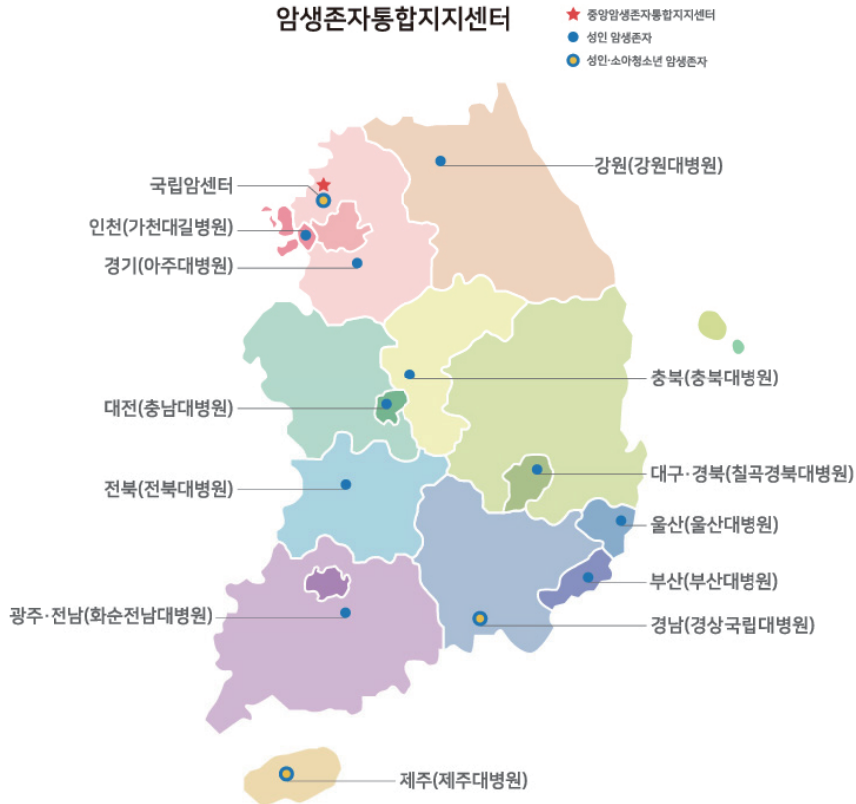 암생존자통합지지센터
중앙암생존자통합지지센터
성인 암생존자
성인·소아청소년 암생존자
강원(강원대병원)
국립암센터
인천(가천대길병원)
경기(아주대병원)
충북(충북대병원)
대전(충남대병원)
대구·경북(칠곡경북대병원)
전북(전북대병원)
울산(울산대병원)
부산(부산대병원)
광주·전남(화순전남대병원)
경남(경상국립대병원)
제주(제주대병원)